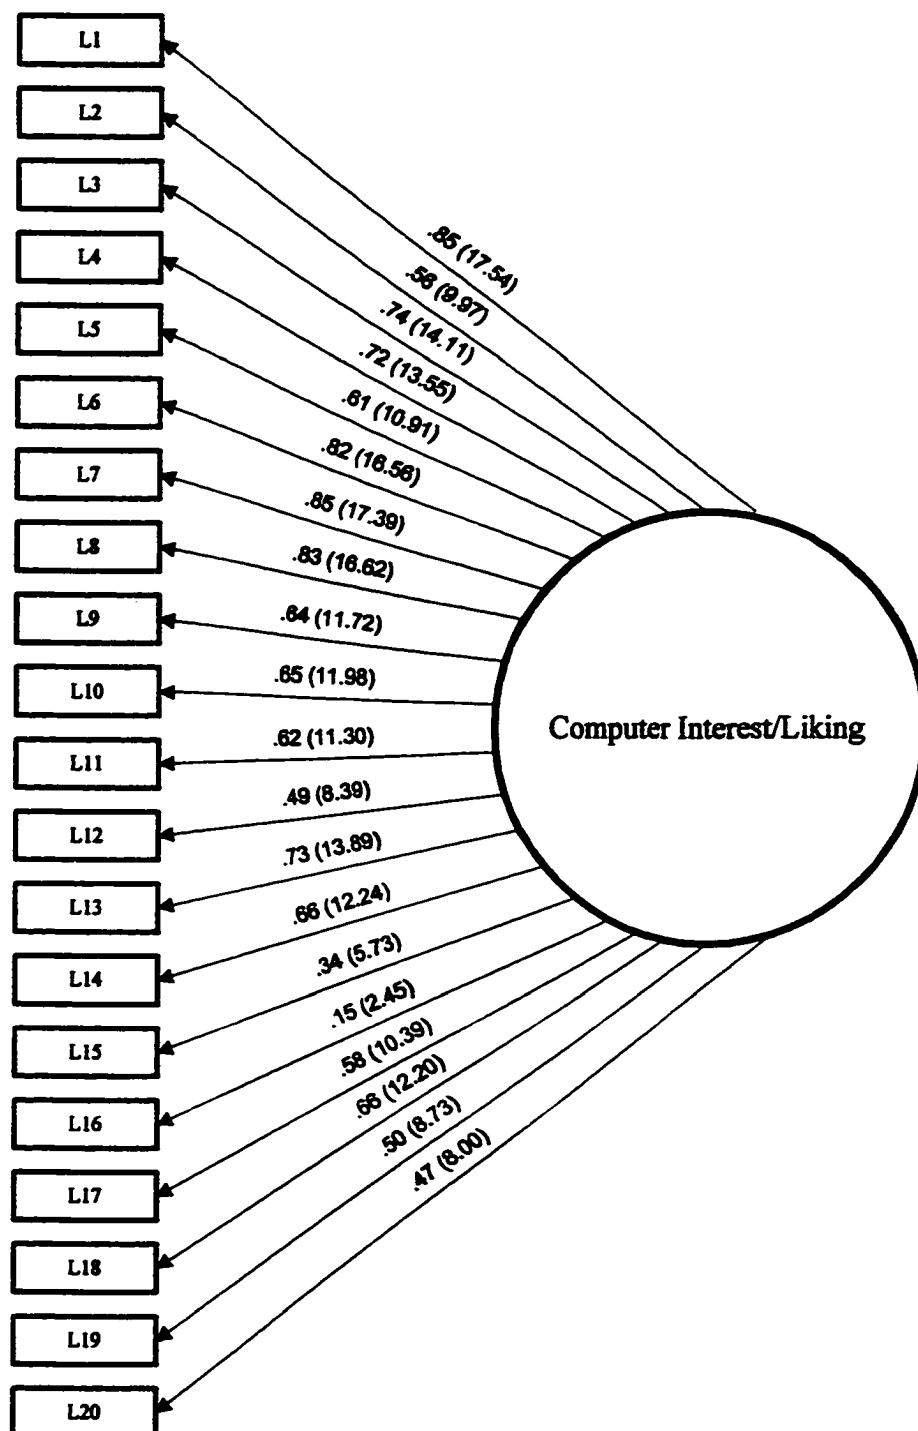 L1
L2
L3
L4
L5
L6
L7
L8
L9
L10
L11
L12
L13
L14
L15
L16
L17
L18
L19
L20
.85 (17.54)
.56 (9.97)
.74 (14.11)
.72 (13.55)
.61 (10.91)
.82 (16.56)
.85 (17.39)
.83 (16.62)
.64 (11.72)
.65 (11.98)
.62 (11.30)
.49 (8.39)
.73 (13.89)
.66 (12.24)
.34 (5.73)
.15 (2.45)
.58 (10.39)
.66 (12.20)
.50 (8.73)
.47 (8.00)
Computer Interest/Liking